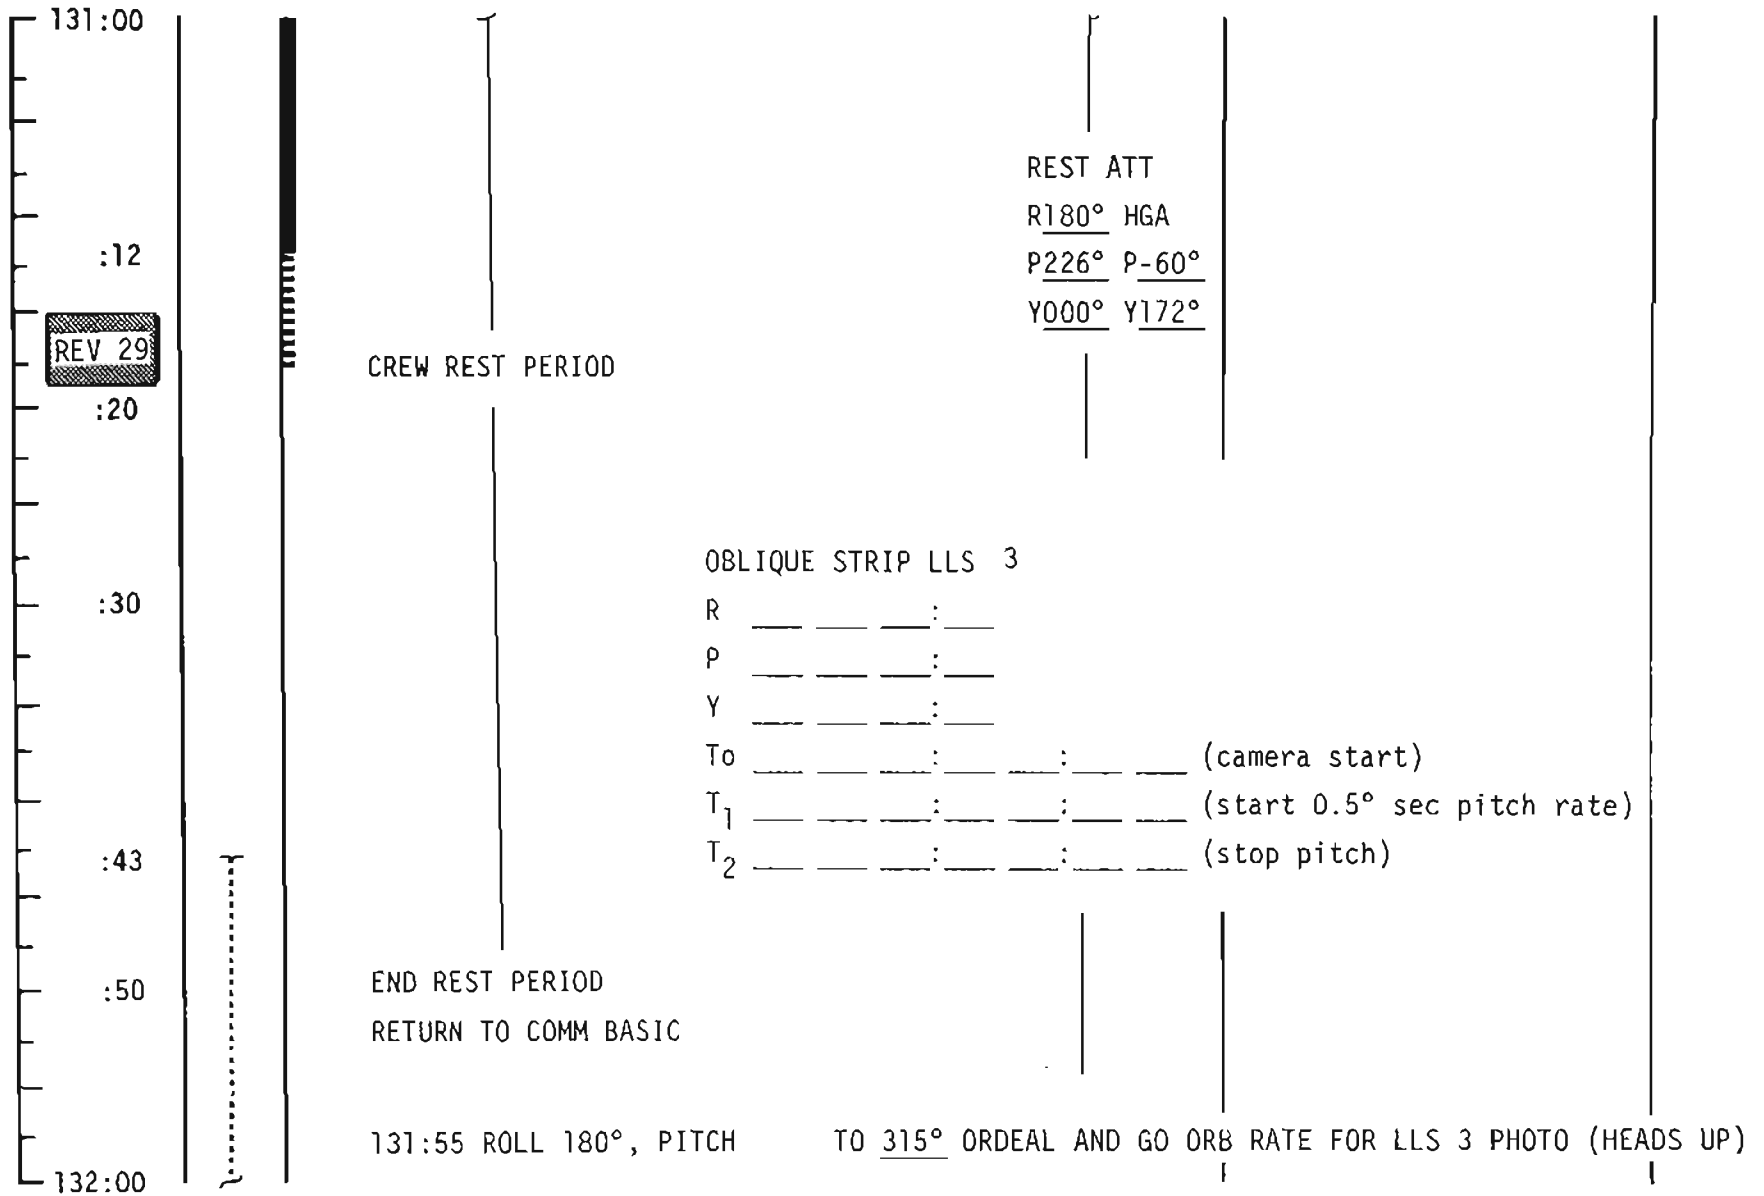 131:00
REST ATT
R180° HGA
:12
P226° P-60°
Y000° Y172°
REV 29
CREW REST PERIOD
:20
OBLIQUE STRIP LLS 3
:30
R ___ ___ ___:___
P ___ ___ ___:___
Y ___ ___ ___:___
To ___ ___ ___:___ ___:___ ___ (camera start)
T1 ___ ___ ___:___ ___:___ ___ (start 0.5° sec pitch rate)
:43
T2 ___ ___ ___:___ ___:___ ___ (stop pitch)
END REST PERIOD
:50
RETURN TO COMM BASIC
131:55 ROLL 180°, PITCH TO 315° ORDEAL AND GO ORB RATE FOR LLS 3 PHOTO (HEADS UP)
132:00